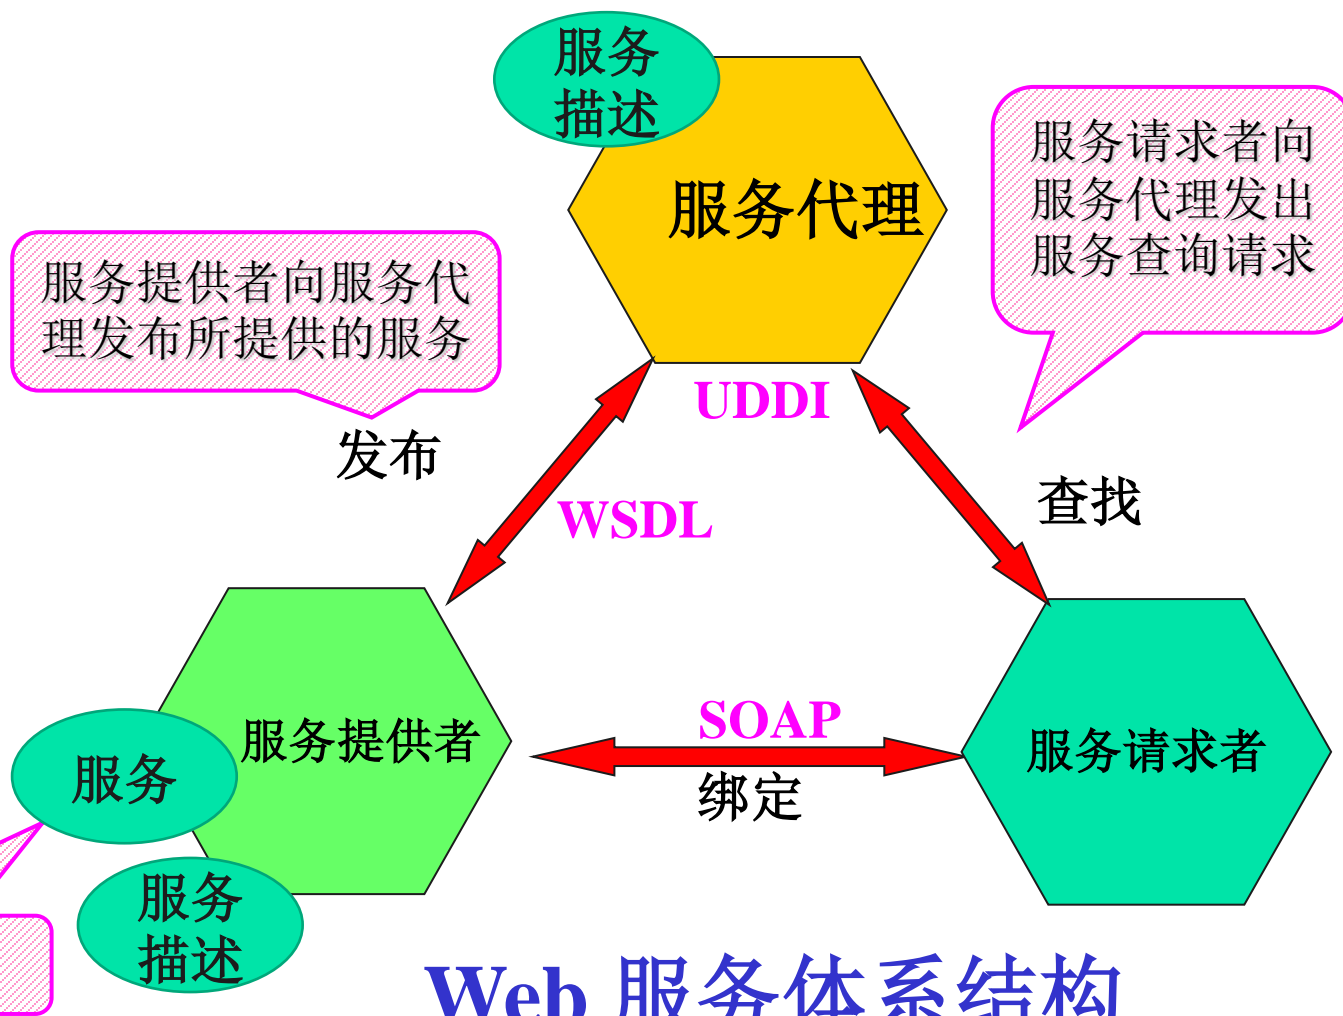 服务
描述
服务代理
服务请求者向
服务代理发出
服务查询请求
服务提供者向服务代
理发布所提供的服务
UDDI
发布
查找
WSDL
服务提供者
SOAP
绑定
服务请求者
服务
服务
描述
Web 服务体系结构